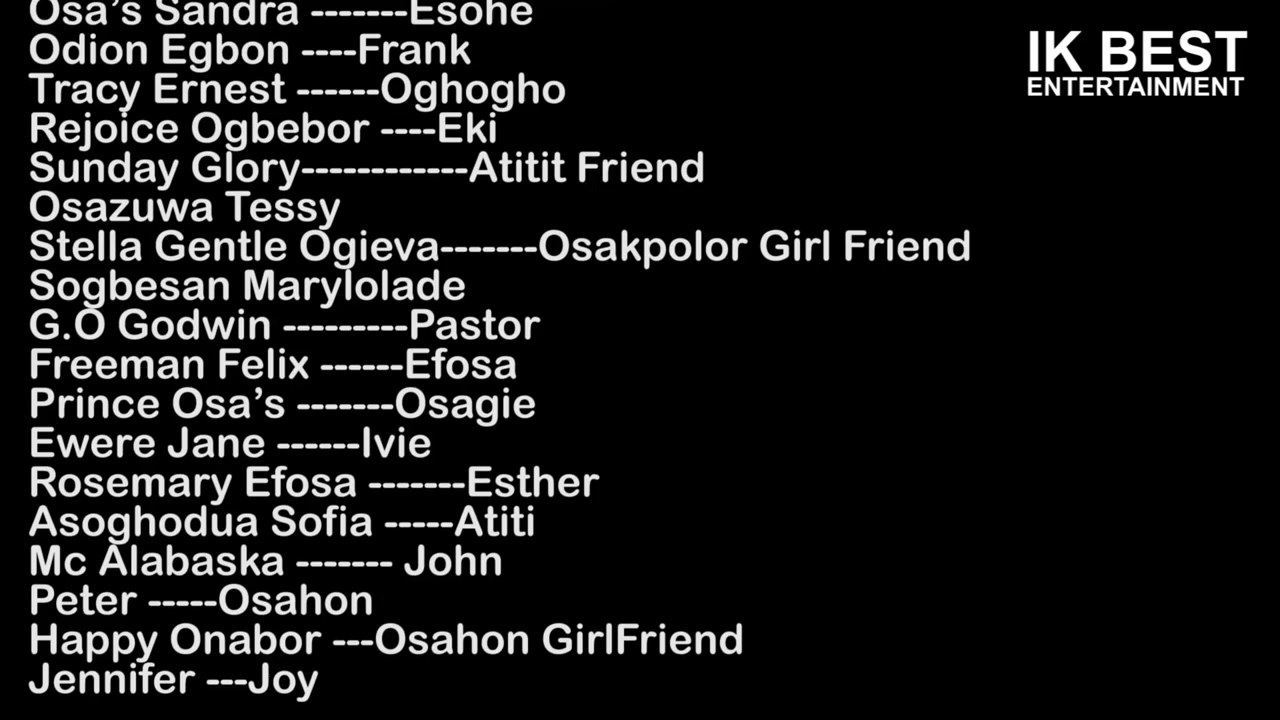 Osa's Sandra -------Esohe
Odion Egbon ----Frank
Tracy Ernest ------Oghogho
Rejoice Ogbebor ----Eki
Sunday Glory------------Atitit Friend
Osazuwa Tessy
Stella Gentle Ogieva-------Osakpolor Girl Friend
Sogbesan Marylolade
G.O Godwin ---------Pastor
Freeman Felix ------Efosa
Prince Osa's -------Osagie
Ewere Jane ------Ivie
Rosemary Efosa -------Esther
Asoghodua Sofia -----Atiti
Mc Alabaska ------- John
Peter -----Osahon
Happy Onabor ---Osahon GirlFriend
Jennifer ---Joy
IK BEST
ENTERTAINMENT